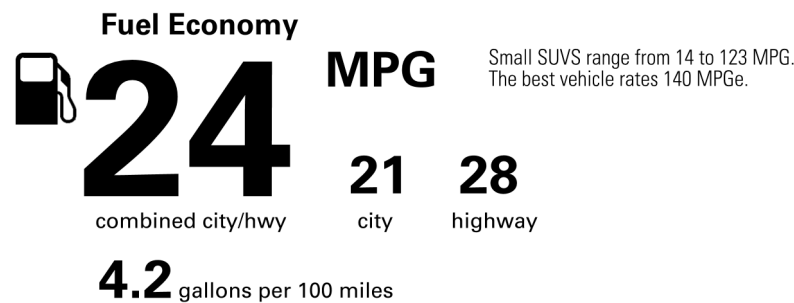 Fuel Economy
24
MPG
Small SUVS range from 14 to 123 MPG.
The best vehicle rates 140 MPGe.
21
28
combined city/hwy
city
highway
4.2 gallons per 100 miles